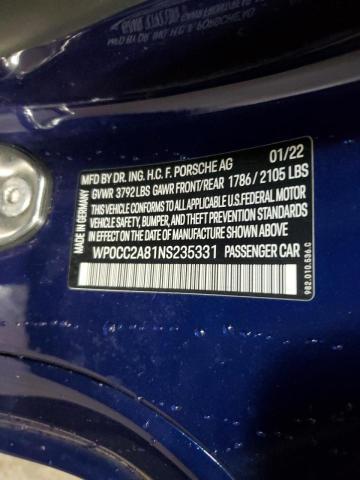 MFD BY DR. ING. H.C. F. PORSCHE AG 01/22
GVWR 3792 LBS GAWR FRONT/REAR 1786 / 2105 LBS
THIS VEHICLE CONFORMS TO ALL APPLICABLE U.S. FEDERAL MOTOR
VEHICLE SAFETY, BUMPER, AND THEFT PREVENTION STANDARDS
IN EFFECT ON THE DATE OF MANUFACTURE SHOWN ABOVE.
WP0CC2A81NS235331 PASSENGER CAR
MADE IN GERMANY
982.010.536.C